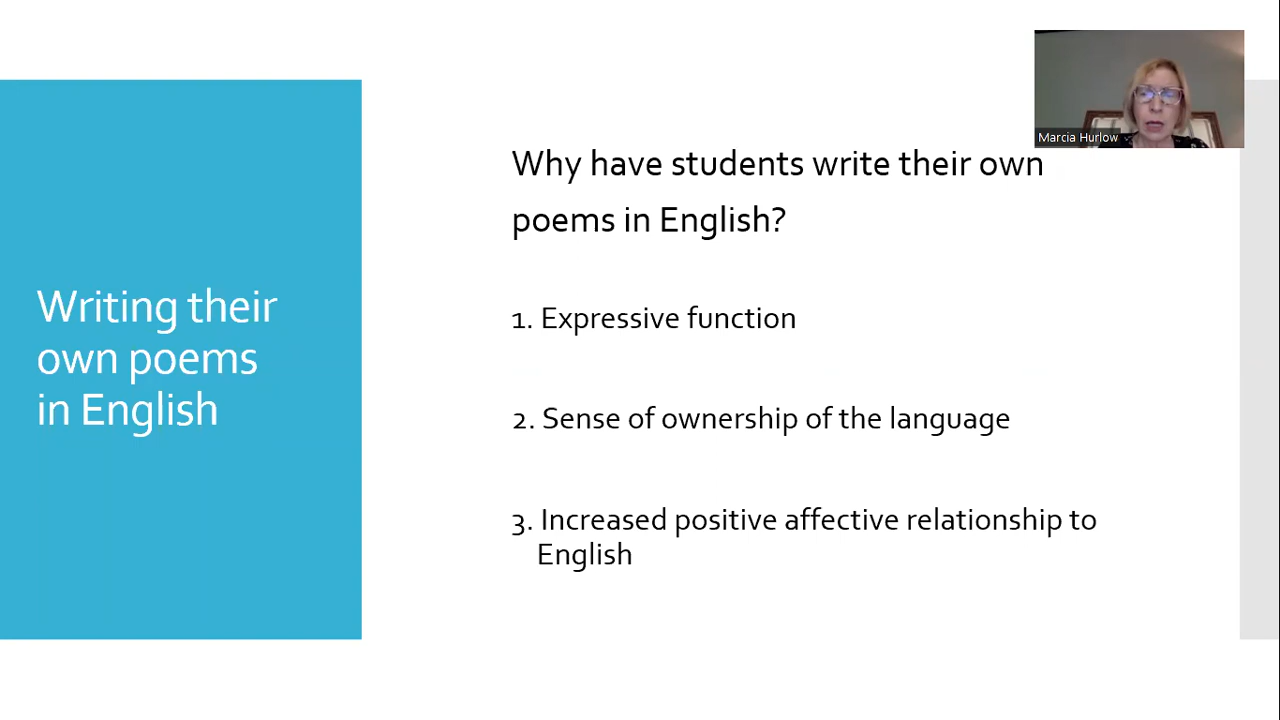 Writing their
own poems
in English
Why have students write their own
poems in English?
1. Expressive function
2. Sense of ownership of the language
3. Increased positive affective relationship to
English
Marcia Hurlow